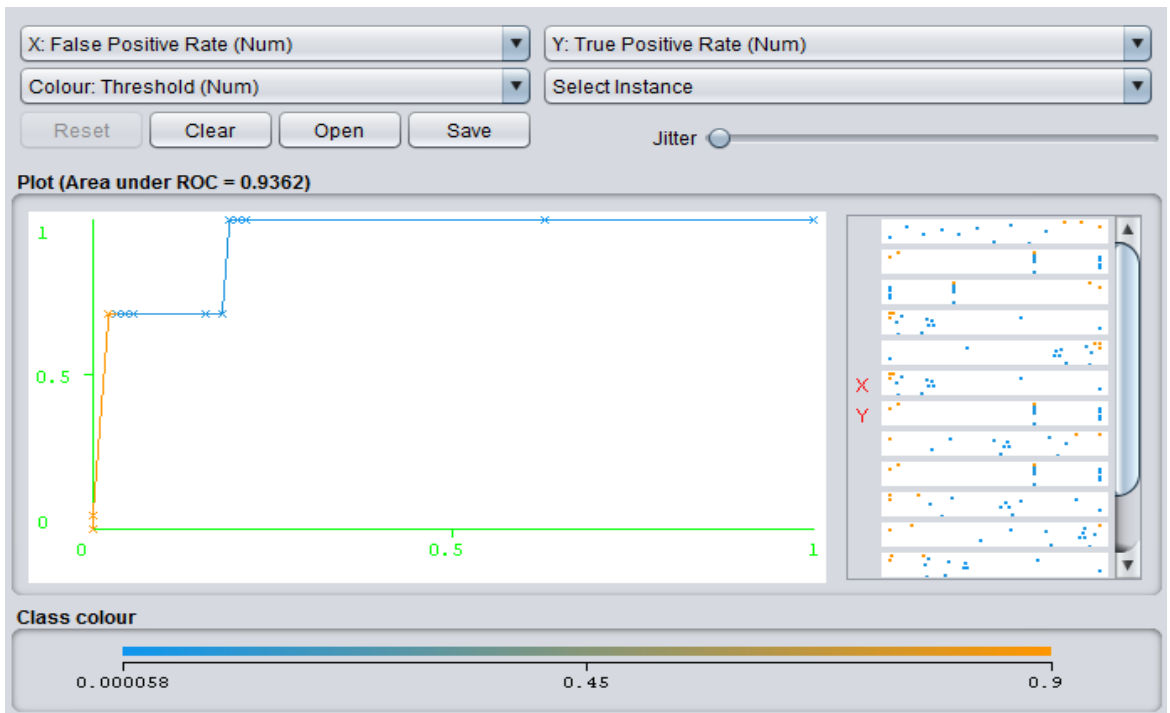 X: False Positive Rate (Num) Y: True Positive Rate (Num)
Colour: Threshold (Num) Select Instance
Reset Clear Open Save Jitter
Plot (Area under ROC = 0.9362)
1
0.5
0
0 0.5 1
X
Y
Class colour
0.000058 0.45 0.9